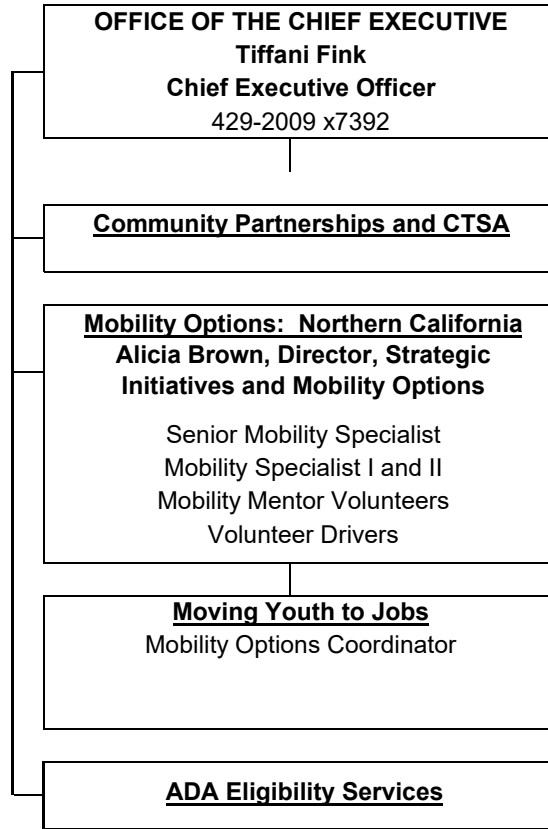 OFFICE OF THE CHIEF EXECUTIVE
Tiffani Fink
Chief Executive Officer
429-2009 x7392
Community Partnerships and CTSA
Mobility Options: Northern California
Alicia Brown, Director, Strategic
Initiatives and Mobility Options
Senior Mobility Specialist
Mobility Specialist I and II
Mobility Mentor Volunteers
Volunteer Drivers
Moving Youth to Jobs
Mobility Options Coordinator
ADA Eligibility Services